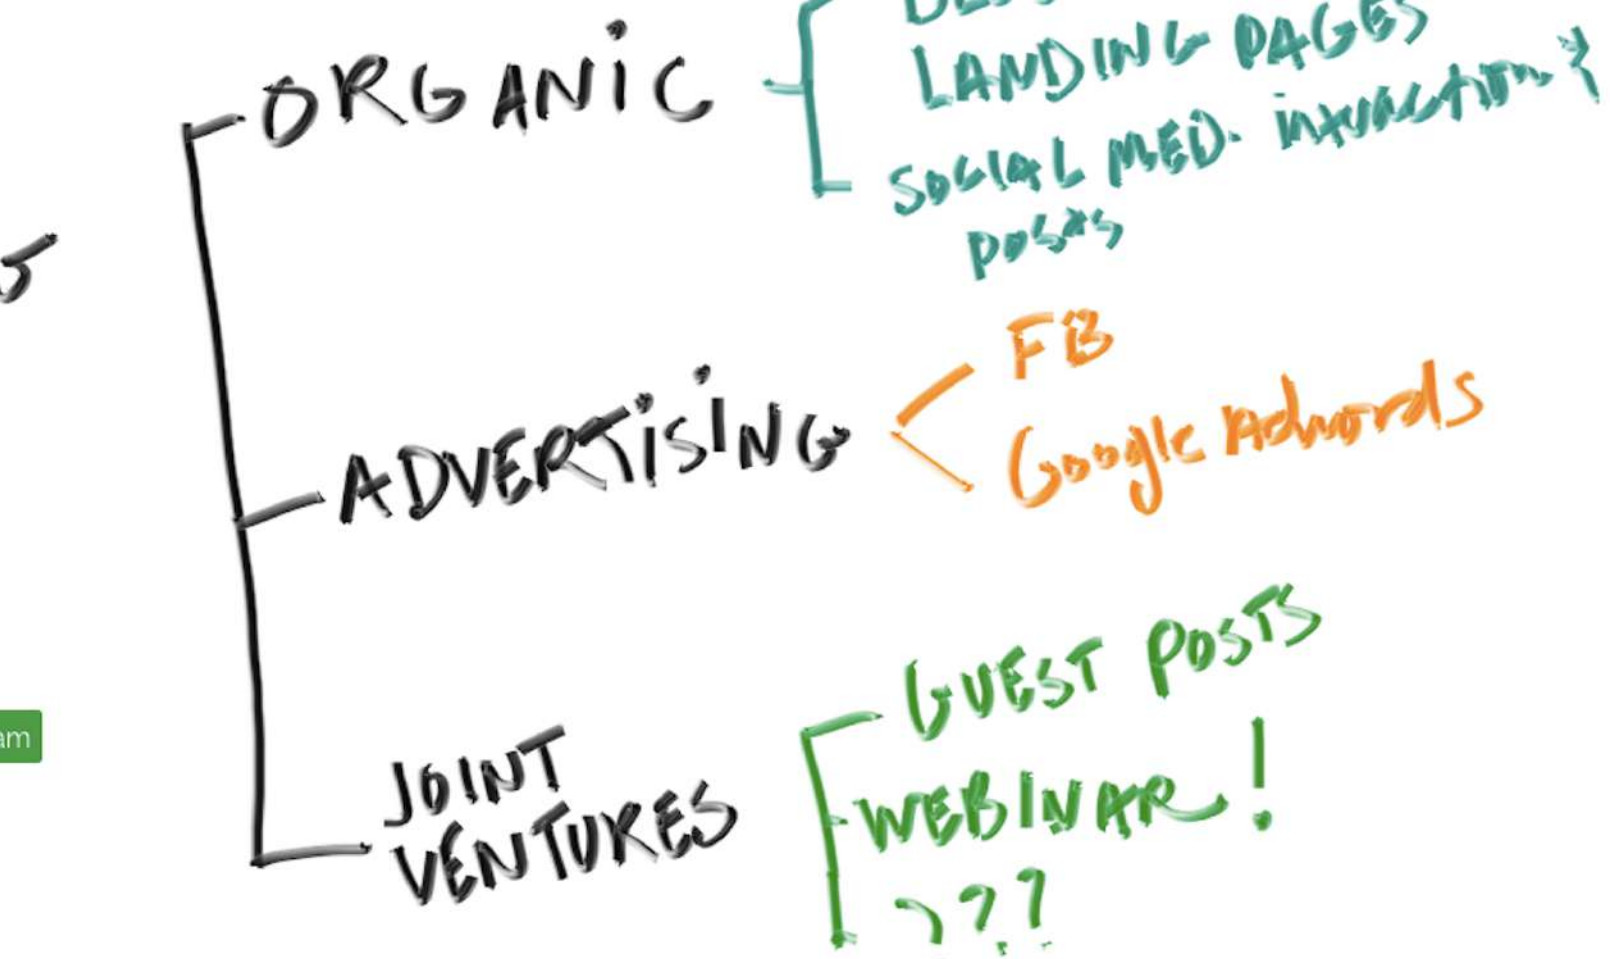 ORGANIC
LANDING PAGES
SOCIAL MED. interaction &
posts
ADVERTISING
FB
Google Adwords
JOINT
VENTURES
GUEST POSTS
WEBINAR!
???
am